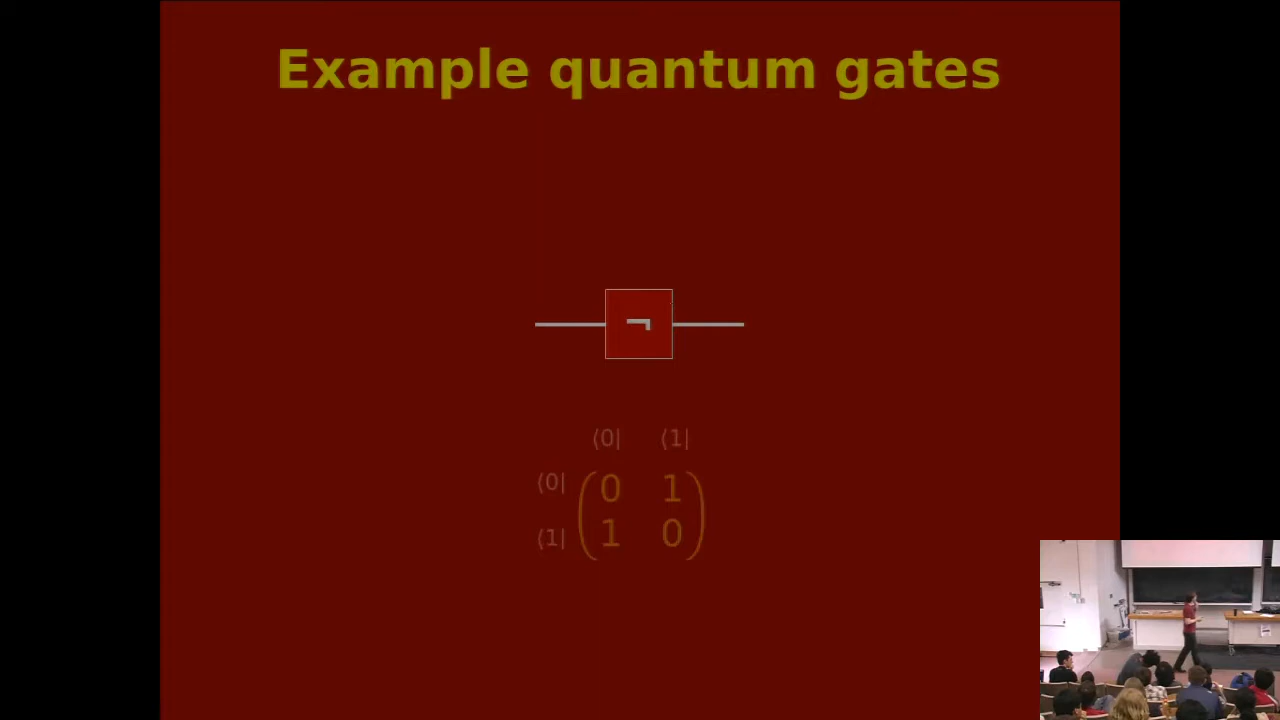 Example quantum gates
¬
⟨0| ⟨1|
⟨0| 0 1
⟨1| 1 0